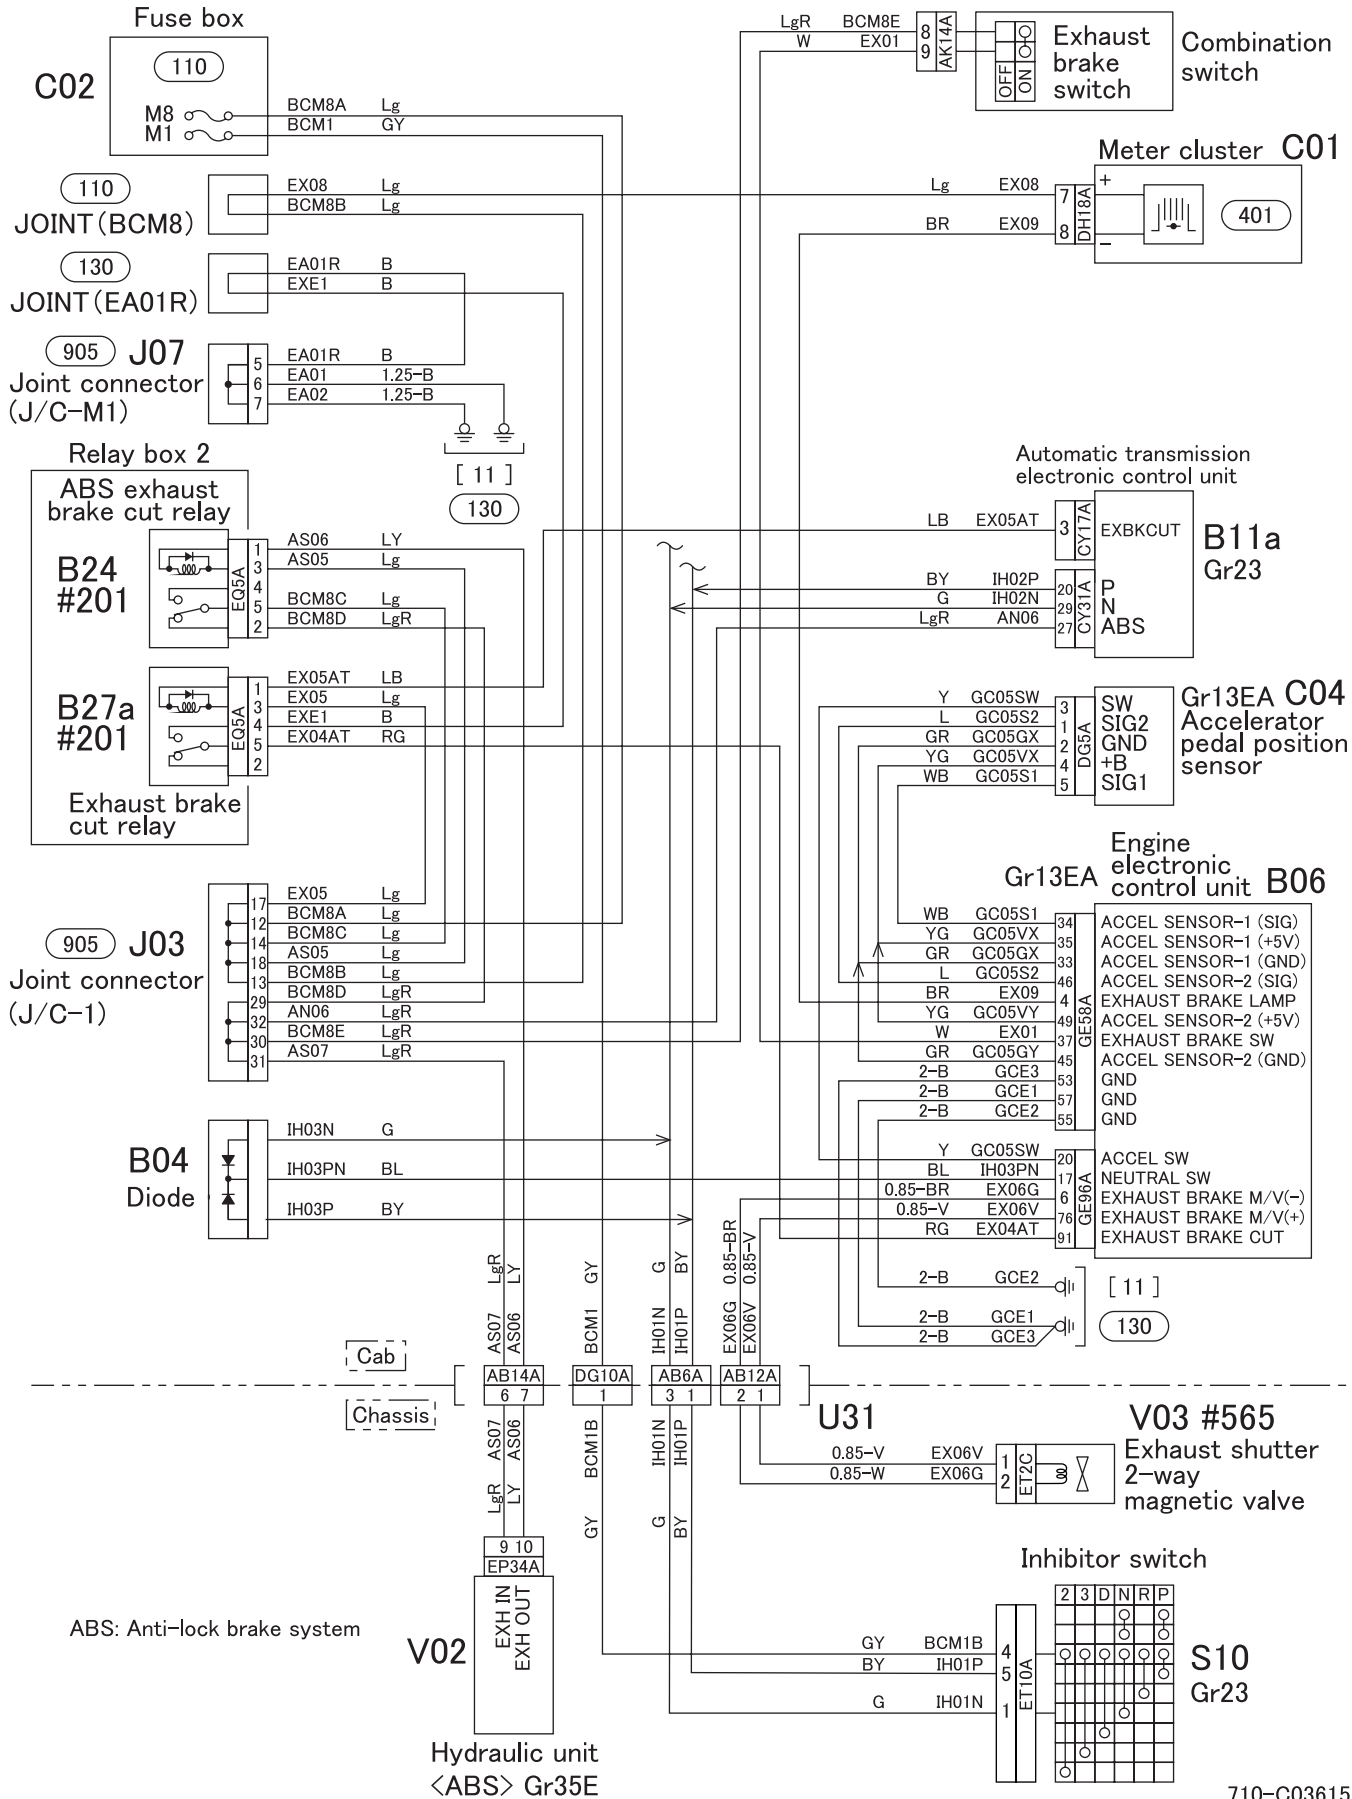 Fuse box
C02
110
M8
M1
BCM8A Lg
BCM1 GY
110
JOINT(BCM8)
EX08 Lg
BCM8B Lg
130
JOINT(EA01R)
EA01R B
EXE1 B
905 J07
Joint connector
(J/C-M1)
5 EA01R B
6 EA01 1.25-B
7 EA02 1.25-B
[ 11 ]
130
Relay box 2
ABS exhaust
brake cut relay
B24
#201
EQ5A
1 AS06 LY
3 AS05 Lg
4
5 BCM8C Lg
2 BCM8D LgR
B27a
#201
EQ5A
1 EX05AT LB
3 EX05 Lg
4 EXE1 B
5 EX04AT RG
2
Exhaust brake
cut relay
905 J03
Joint connector
(J/C-1)
17 EX05 Lg
12 BCM8A Lg
14 BCM8C Lg
18 AS05 Lg
13 BCM8B Lg
29 BCM8D LgR
32 AN06 LgR
30 BCM8E LgR
31 AS07 LgR
B04
Diode
IH03N G
IH03PN BL
IH03P BY
LgR BCM8E 8
W EX01 9
AK14A
OFF
ON
Exhaust
brake
switch
Combination
switch
Meter cluster C01
Lg EX08 7 +
BR EX09 8 -
DH18A
401
Automatic transmission
electronic control unit
LB EX05AT 3 CY17A EXBKCUT
B11a
Gr23
BY IH02P 20 P
G IH02N 29 N
LgR AN06 27 ABS
CY31A
Gr13EA C04
Accelerator
pedal position
sensor
Y GC05SW 3 SW
L GC05S2 1 SIG2
GR GC05GX 2 GND
YG GC05VX 4 +B
WB GC05S1 5 SIG1
DG5A
Engine
electronic
control unit B06
Gr13EA
WB GC05S1 34 ACCEL SENSOR-1 (SIG)
YG GC05VX 35 ACCEL SENSOR-1 (+5V)
GR GC05GX 33 ACCEL SENSOR-1 (GND)
L GC05S2 46 ACCEL SENSOR-2 (SIG)
BR EX09 4 EXHAUST BRAKE LAMP
YG GC05VY 49 ACCEL SENSOR-2 (+5V)
W EX01 37 EXHAUST BRAKE SW
GR GC05GY 45 ACCEL SENSOR-2 (GND)
2-B GCE3 53 GND
2-B GCE1 57 GND
2-B GCE2 55 GND
GE58A
Y GC05SW 20 ACCEL SW
BL IH03PN 17 NEUTRAL SW
0.85-BR EX06G 6 EXHAUST BRAKE M/V(-)
0.85-V EX06V 76 EXHAUST BRAKE M/V(+)
RG EX04AT 91 EXHAUST BRAKE CUT
GE96A
2-B GCE2
2-B GCE1
2-B GCE3
[ 11 ]
130
AS07 LgR
AS06 LY
BCM1 GY
IH01N G
IH01P BY
EX06G 0.85-BR
EX06V 0.85-V
Cab
Chassis
AB14A DG10A AB6A AB12A
6 7 1 3 1 2 1
U31
LgR AS07
LY AS06
GY BCM1B
G IH01N
BY IH01P
9 10
EP34A
EXH IN
EXH OUT
V02
Hydraulic unit
<ABS> Gr35E
ABS: Anti-lock brake system
V03 #565
Exhaust shutter
2-way
magnetic valve
0.85-V EX06V 1
0.85-W EX06G 2
ET2C
Inhibitor switch
2 3 D N R P
GY BCM1B 4
BY IH01P 5
G IH01N 1
ET10A
S10
Gr23
710-C03615